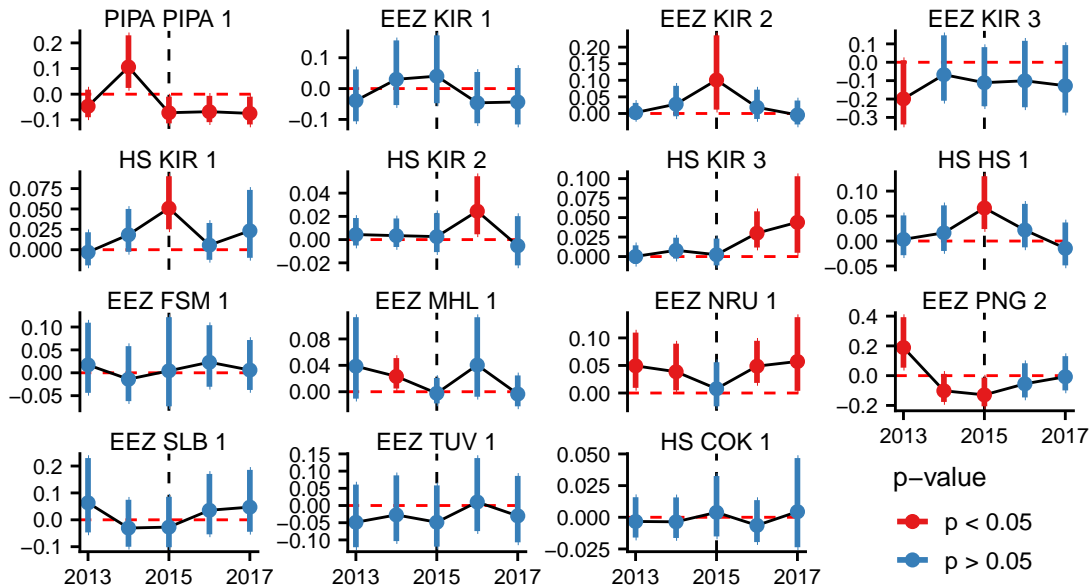 PIPA PIPA 1
0.2
0.1
0.0
−0.1
EEZ KIR 1
0.1
0.0
−0.1
EEZ KIR 2
0.20
0.15
0.10
0.05
0.00
EEZ KIR 3
0.1
0.0
−0.1
−0.2
−0.3
HS KIR 1
0.075
0.050
0.025
0.000
HS KIR 2
0.04
0.02
0.00
−0.02
HS KIR 3
0.100
0.075
0.050
0.025
0.000
HS HS 1
0.10
0.05
0.00
−0.05
EEZ FSM 1
0.10
0.05
0.00
−0.05
EEZ MHL 1
0.08
0.04
0.00
EEZ NRU 1
0.10
0.05
0.00
EEZ PNG 2
0.4
0.2
0.0
−0.2
2013 2015 2017
EEZ SLB 1
0.2
0.1
0.0
−0.1
2013 2015 2017
EEZ TUV 1
0.15
0.10
0.05
0.00
−0.05
−0.10
2013 2015 2017
HS COK 1
0.050
0.025
0.000
−0.025
2013 2015 2017
p−value
p < 0.05
p > 0.05